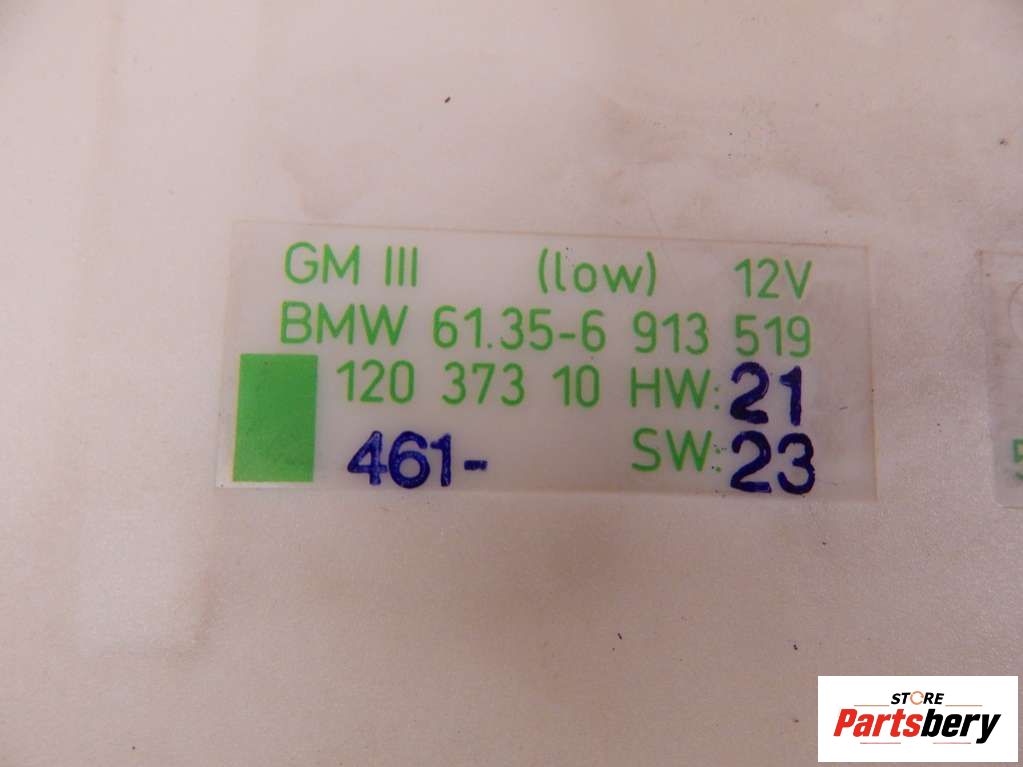 GM III (low) 12V
BMW 61.35-6 913 519
120 373 10 HW: 21
461- SW: 23
5
STORE
Partsbery